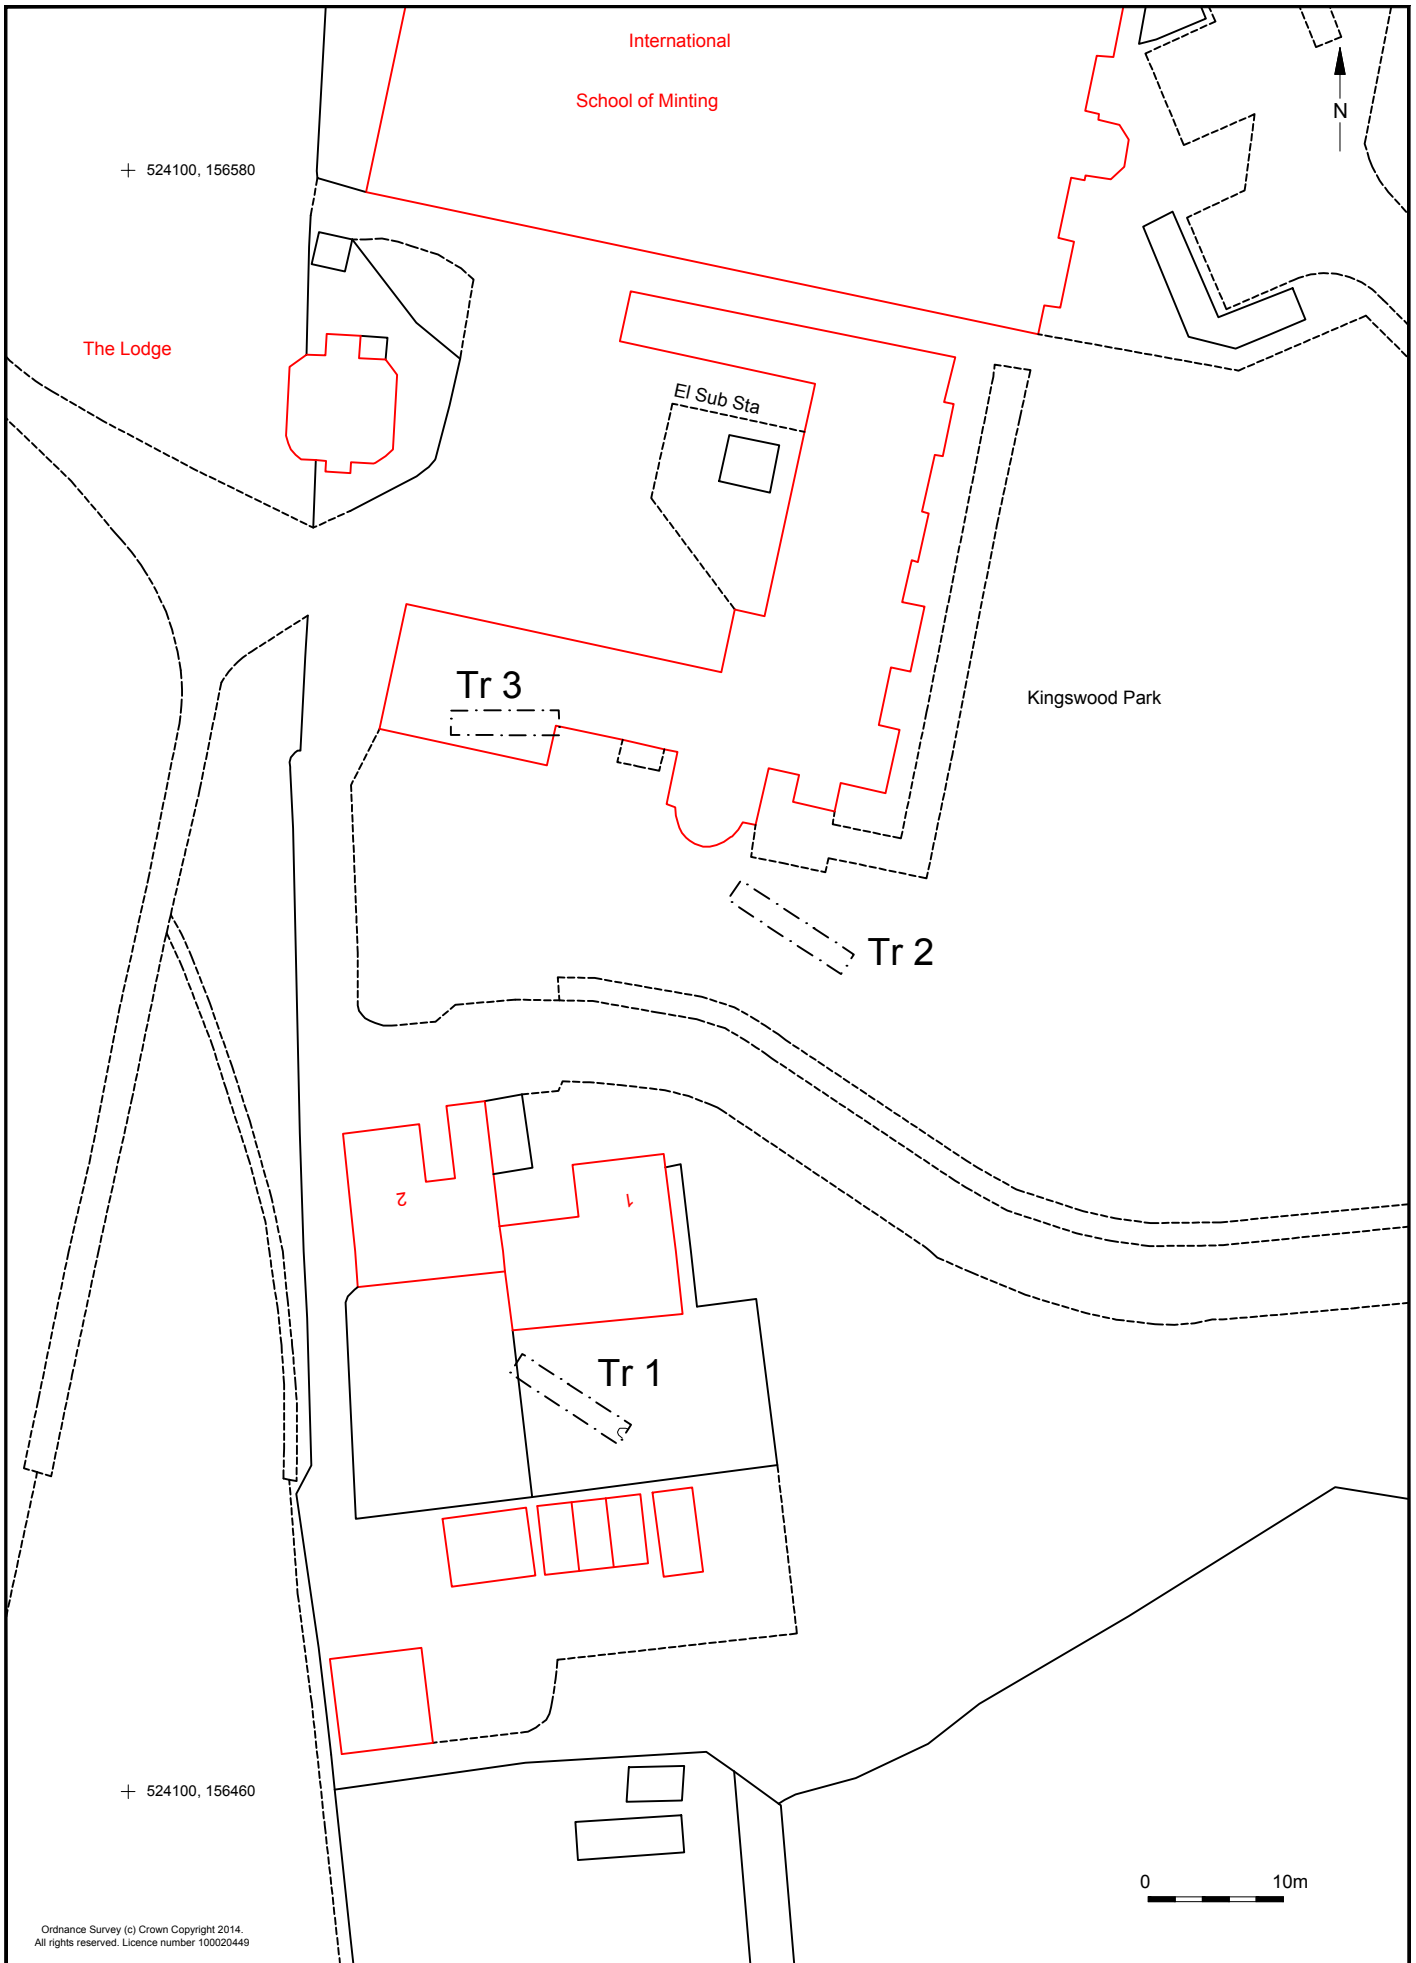 International
School of Minting
N
524100, 156580
The Lodge
El Sub Sta
Tr 3
Kingswood Park
Tr 2
2
1
Tr 1
524100, 156460
0 10m
Ordnance Survey (c) Crown Copyright 2014.
All rights reserved. Licence number 100020449